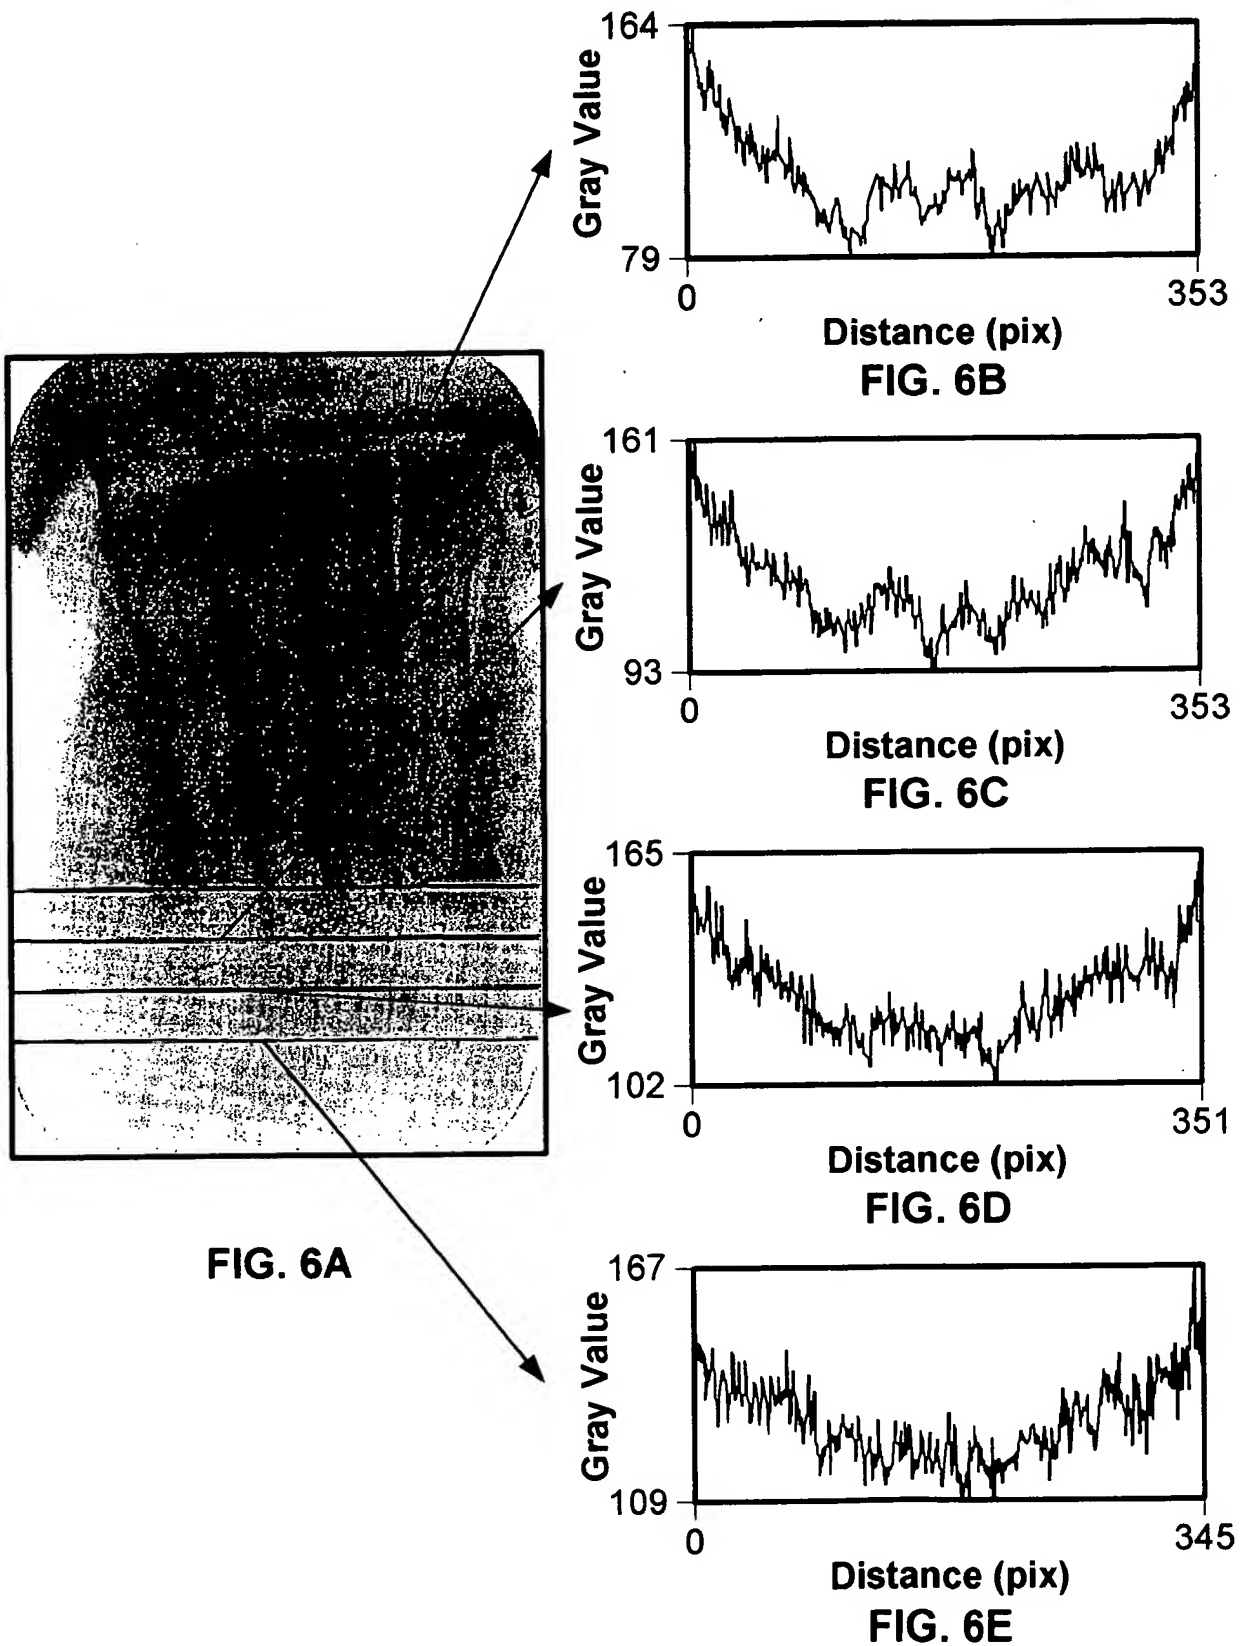 164
Gray Value
79
0
353
Distance (pix)
FIG. 6B
161
Gray Value
93
0
353
Distance (pix)
FIG. 6C
165
Gray Value
102
0
351
Distance (pix)
FIG. 6D
FIG. 6A
167
Gray Value
109
0
345
Distance (pix)
FIG. 6E